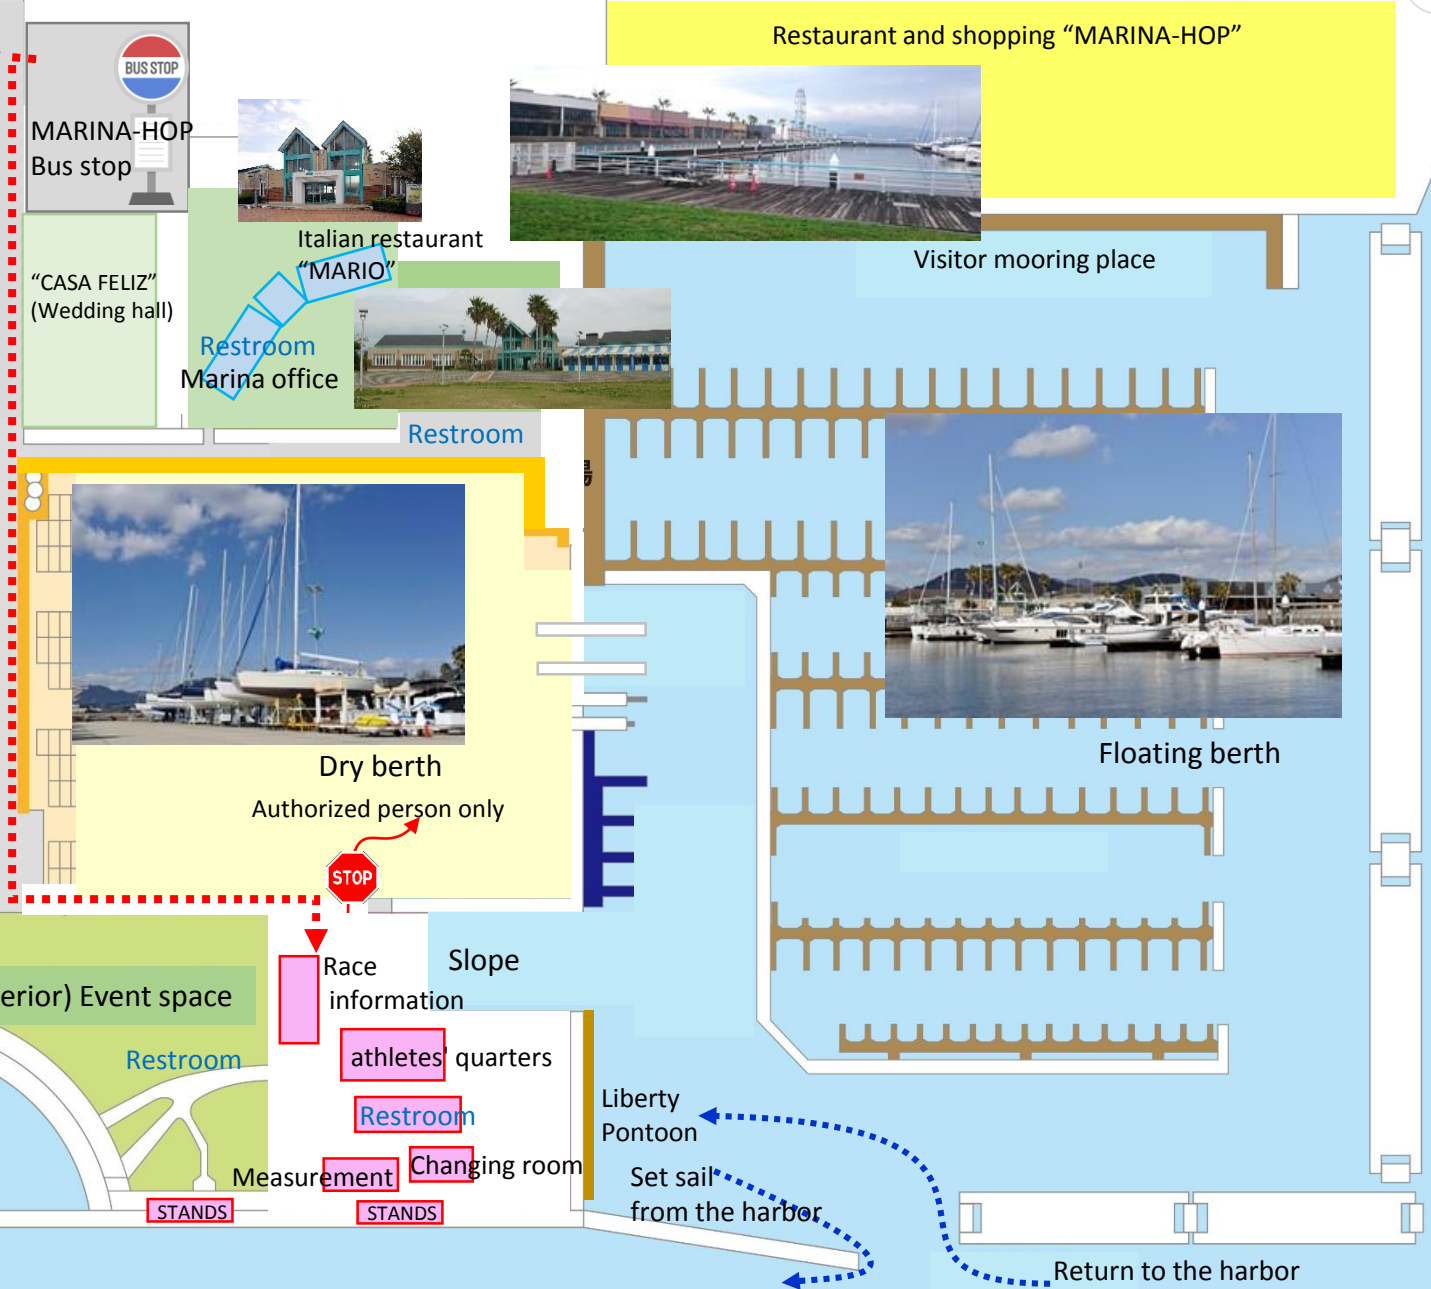 Restaurant and shopping “MARINA-HOP”
BUS STOP
MARINA-HOP
Bus stop
Italian restaurant
“MARIO”
Visitor mooring place
“CASA FELIZ”
(Wedding hall)
Restroom
Marina office
Restroom
Dry berth
Authorized person only
STOP
Floating berth
Race
information
Slope
erior) Event space
athletes' quarters
Restroom
Restroom
Liberty
Pontoon
Changing room
Measurement
Set sail
from the harbor
STANDS
STANDS
Return to the harbor